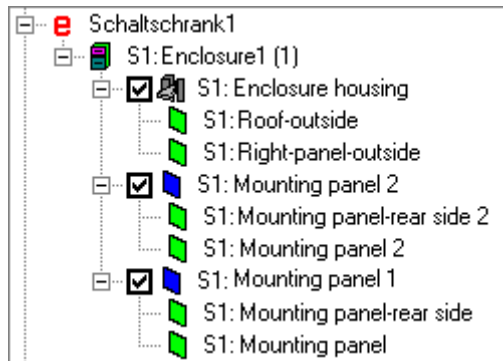 e Schaltschrank1
S1: Enclosure1 (1)
S1: Enclosure housing
S1: Roof-outside
S1: Right-panel-outside
S1: Mounting panel 2
S1: Mounting panel-rear side 2
S1: Mounting panel 2
S1: Mounting panel 1
S1: Mounting panel-rear side
S1: Mounting panel